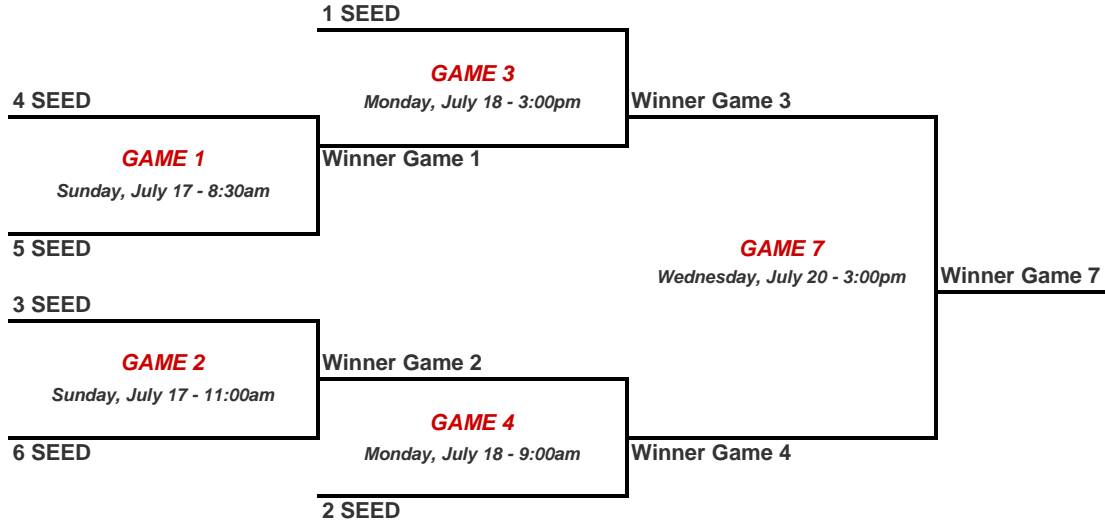 1 SEED
GAME 3
Monday, July 18 - 3:00pm
4 SEED
Winner Game 3
GAME 1
Winner Game 1
Sunday, July 17 - 8:30am
5 SEED
GAME 7
Wednesday, July 20 - 3:00pm
Winner Game 7
3 SEED
GAME 2
Winner Game 2
Sunday, July 17 - 11:00am
GAME 4
6 SEED
Monday, July 18 - 9:00am
Winner Game 4
2 SEED